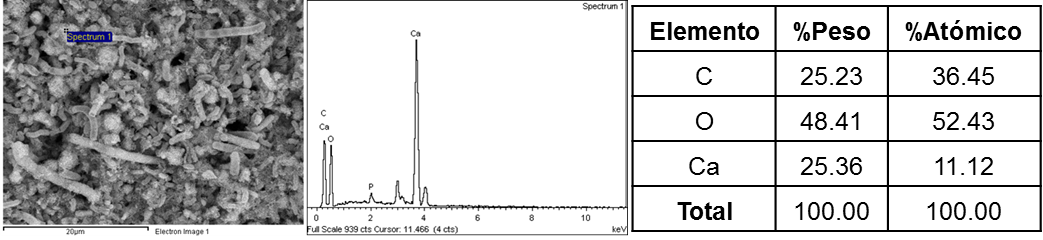 Spectrum 1
20µm
Electron Image 1
Spectrum 1
Ca
C
Ca
O
P
0 2 4 6 8 10
Full Scale 939 cts Cursor: 11.466 (4 cts)
keV
Elemento %Peso %Atómico
C 25.23 36.45
O 48.41 52.43
Ca 25.36 11.12
Total 100.00 100.00